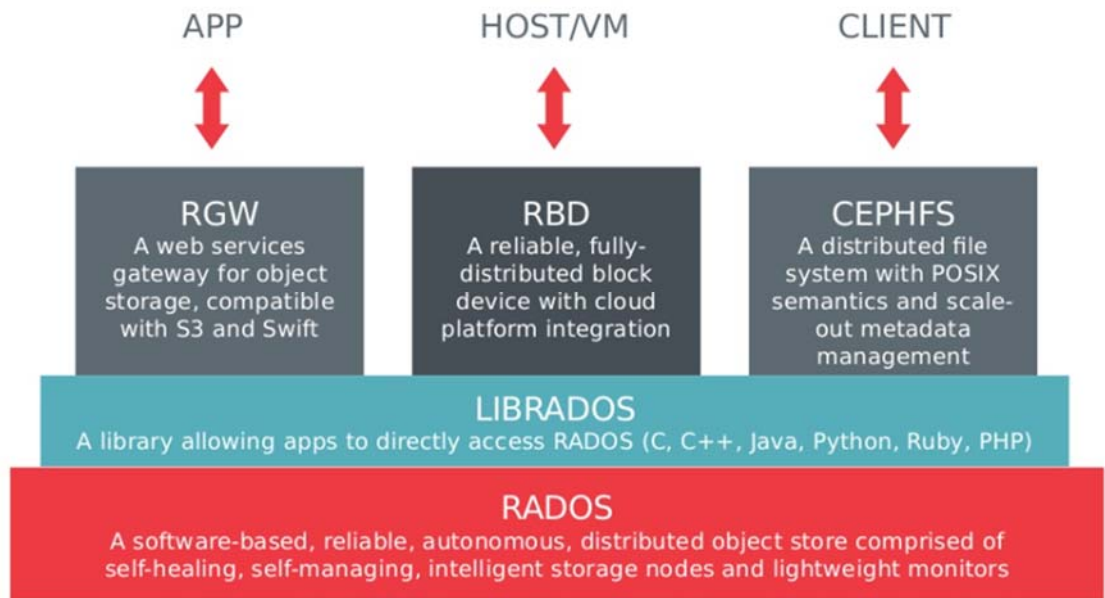 APP
HOST/VM
CLIENT
RGW
A web services
gateway for object
storage, compatible
with S3 and Swift
RBD
A reliable, fully-
distributed block
device with cloud
platform integration
CEPHFS
A distributed file
system with POSIX
semantics and scale-
out metadata
management
LIBRADOS
A library allowing apps to directly access RADOS (C, C++, Java, Python, Ruby, PHP)
RADOS
A software-based, reliable, autonomous, distributed object store comprised of
self-healing, self-managing, intelligent storage nodes and lightweight monitors